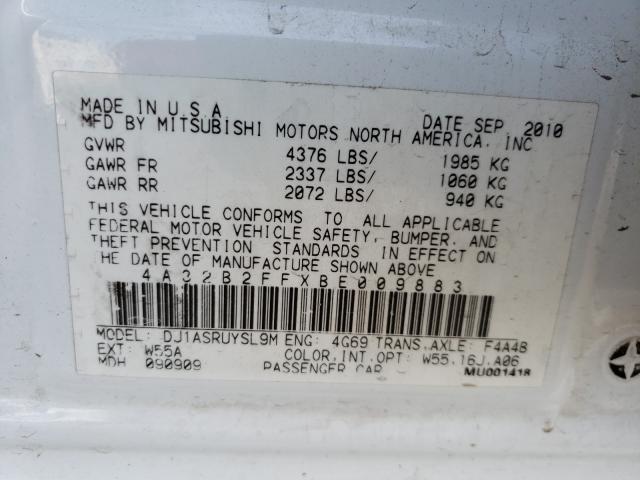 MADE IN U S A DATE SEP 2010
MFD BY MITSUBISHI MOTORS NORTH AMERICA, INC
GVWR 4376 LBS/ 1985 KG
GAWR FR 2337 LBS/ 1060 KG
GAWR RR 2072 LBS/ 940 KG
THIS VEHICLE CONFORMS TO ALL APPLICABLE
FEDERAL MOTOR VEHICLE SAFETY, BUMPER, AND
THEFT PREVENTION STANDARDS IN EFFECT ON
HE DATE OF MANUFACTURE SHOWN ABOVE
4A32B2FFXBE009883
MODEL: DJ1ASRUYSL9M ENG: 4G69 TRANS,AXLE: F4A4B
EXT: W55A COLOR,INT,OPT: W55,16J,A06
MDH 090909 PASSENGER CAR MU001418